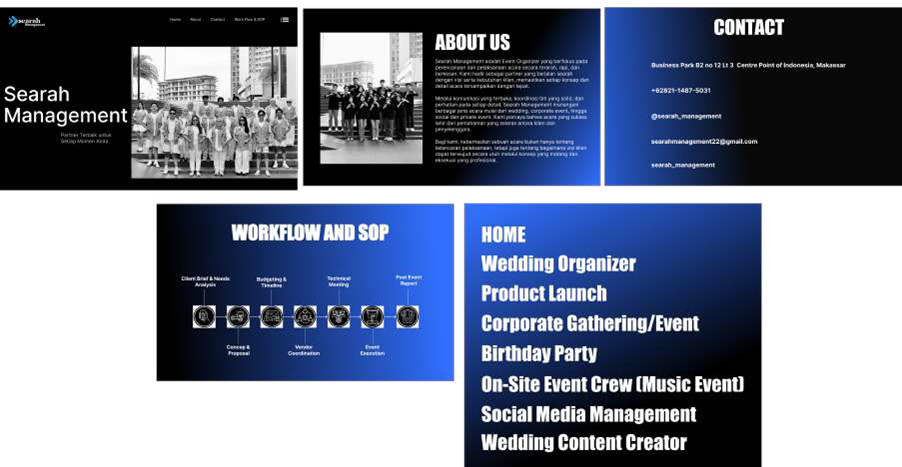 searah
Management
Home About Contact Work Flow & SOP
Searah
Management
Partner Terbaik untuk
Setiap Momen Anda
ABOUT US
Searah Management adalah Event Organizer yang berfokus pada
perencanaan dan pelaksanaan acara secara terarah, rapi, dan
berkesan. Kami hadir sebagai partner yang berjalan searah
dengan visi serta kebutuhan klien, memastikan setiap konsep dan
detail acara tersampaikan dengan tepat.
Melalui komunikasi yang terbuka, koordinasi tim yang solid, dan
perhatian pada setiap detail, Searah Management menangani
berbagai jenis acara mulai dari wedding, corporate event, hingga
social dan private event. Kami percaya bahwa acara yang sukses
lahir dari pemahaman yang selaras antara klien dan
penyelenggara.
Bagi kami, keberhasilan sebuah acara bukan hanya tentang
kelancaran pelaksanaan, tetapi juga tentang bagaimana visi klien
dapat terwujud secara utuh melalui konsep yang matang dan
eksekusi yang profesional.
CONTACT
Business Park B2 no 12 Lt 3 Centre Point of Indonesia, Makassar
+62821-1487-5031
@searah_management
searahmanagement22@gmail.com
searah_management
WORKFLOW AND SOP
Client Brief & Needs
Analysis
Budgeting &
Timeline
Technical
Meeting
Post Event
Report
Concep &
Proposal
Vendor
Coordination
Event
Execution
HOME
Wedding Organizer
Product Launch
Corporate Gathering/Event
Birthday Party
On-Site Event Crew (Music Event)
Social Media Management
Wedding Content Creator